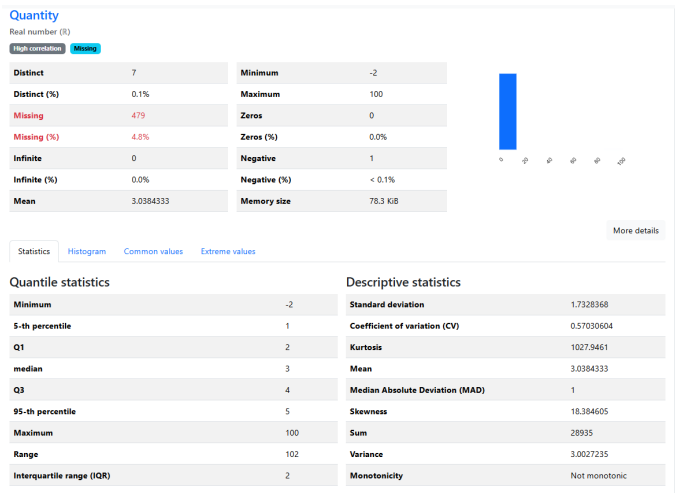 Quantity
Real number (ℝ)
High correlation Missing
Distinct 7
Distinct (%) 0.1%
Missing 479
Missing (%) 4.8%
Infinite 0
Infinite (%) 0.0%
Mean 3.0384333
Minimum -2
Maximum 100
Zeros 0
Zeros (%) 0.0%
Negative 1
Negative (%) < 0.1%
Memory size 78.3 KiB
0 20 40 60 80 100
More details
Statistics Histogram Common values Extreme values
Quantile statistics
Minimum -2
5-th percentile 1
Q1 2
median 3
Q3 4
95-th percentile 5
Maximum 100
Range 102
Interquartile range (IQR) 2
Descriptive statistics
Standard deviation 1.7328368
Coefficient of variation (CV) 0.57030604
Kurtosis 1027.9461
Mean 3.0384333
Median Absolute Deviation (MAD) 1
Skewness 18.384605
Sum 28935
Variance 3.0027235
Monotonicity Not monotonic